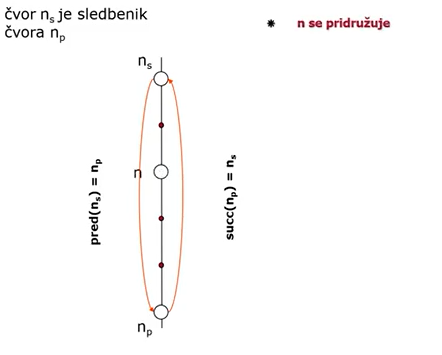 čvor nₛ je sledbenik
čvora nₚ
* n se pridružuje
nₛ
n
pred(nₛ) = nₚ
succ(nₚ) = nₛ
nₚ